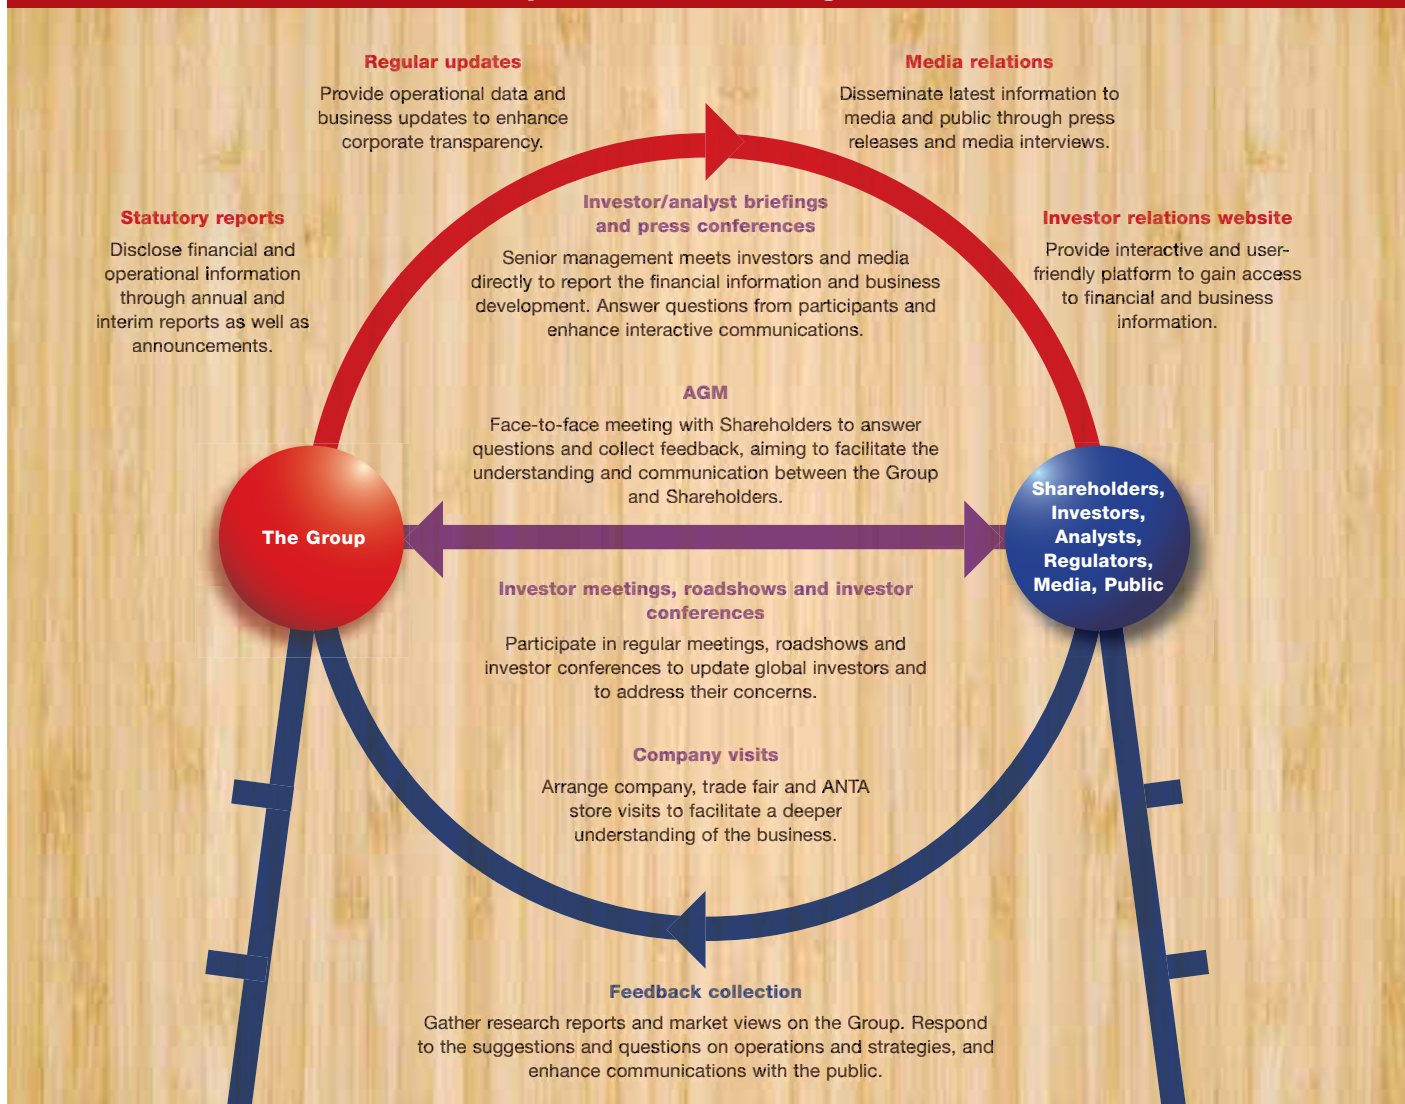 Regular updates
Provide operational data and
business updates to enhance
corporate transparency.
Media relations
Disseminate latest information to
media and public through press
releases and media interviews.
Statutory reports
Disclose financial and
operational information
through annual and
interim reports as well as
announcements.
Investor/analyst briefings
and press conferences
Senior management meets investors and media
directly to report the financial information and business
development. Answer questions from participants and
enhance interactive communications.
Investor relations website
Provide interactive and user-
friendly platform to gain access
to financial and business
information.
AGM
Face-to-face meeting with Shareholders to answer
questions and collect feedback, aiming to facilitate the
understanding and communication between the Group
and Shareholders.
The Group
Shareholders,
Investors,
Analysts,
Regulators,
Media, Public
Investor meetings, roadshows and investor
conferences
Participate in regular meetings, roadshows and
investor conferences to update global investors and
to address their concerns.
Company visits
Arrange company, trade fair and ANTA
store visits to facilitate a deeper
understanding of the business.
Feedback collection
Gather research reports and market views on the Group. Respond
to the suggestions and questions on operations and strategies, and
enhance communications with the public.